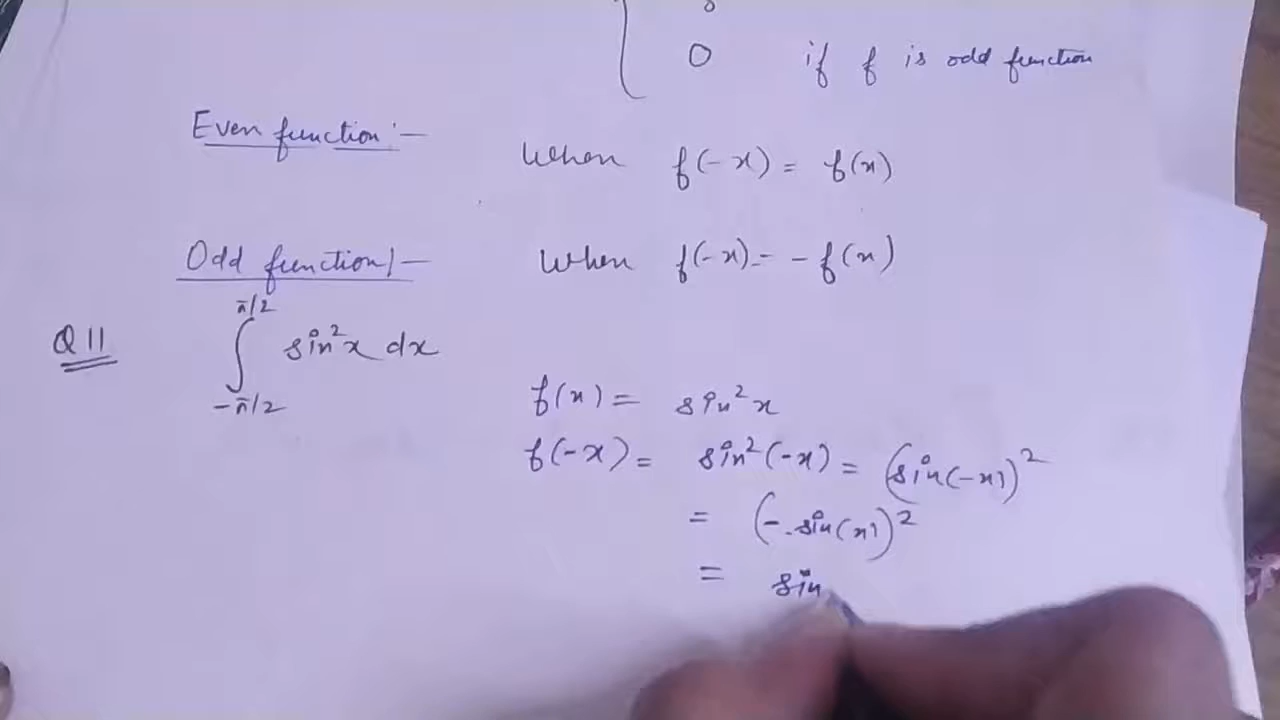 0 if f is odd function
Even function :-
When f(-x) = f(x)
Odd function :-
When f(-x) = - f(x)
Q 11
∫_{-π/2}^{π/2} sin²x dx
f(x) = sin²x
f(-x) = sin²(-x) = (sin(-x))²
= (- sin(x))²
= sin